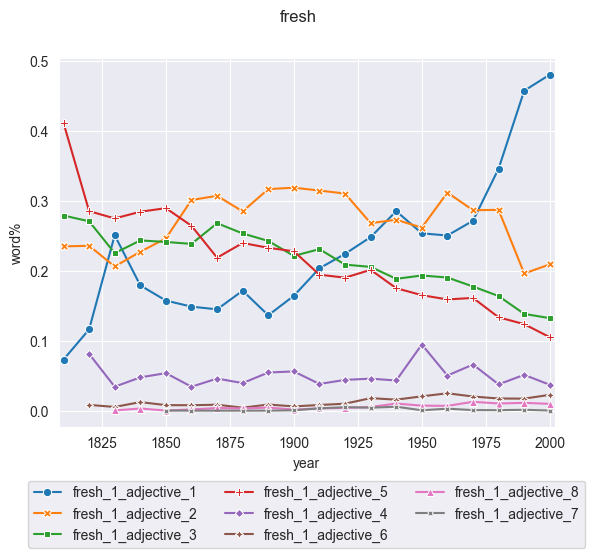 fresh
0.5
0.4
0.3
0.2
0.1
0.0
word%
1825 1850 1875 1900 1925 1950 1975 2000
year
fresh_1_adjective_1 fresh_1_adjective_5 fresh_1_adjective_8
fresh_1_adjective_2 fresh_1_adjective_4 fresh_1_adjective_7
fresh_1_adjective_3 fresh_1_adjective_6